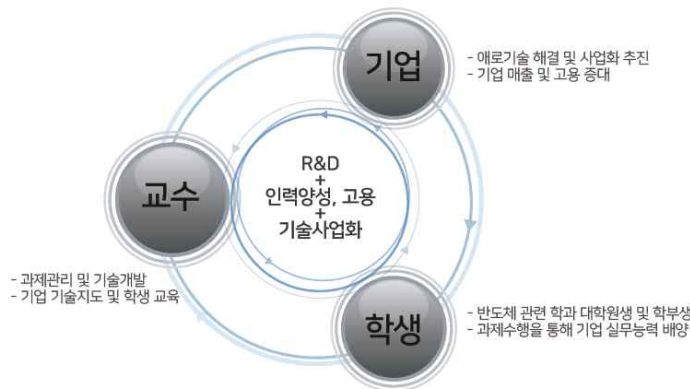 기업
- 애로기술 해결 및 사업화 추진
- 기업 매출 및 고용 증대
R&D
+
인력양성, 고용
+
기술사업화
교수
- 과제관리 및 기술개발
- 기업 기술지도 및 학생 교육
학생
- 반도체 관련 학과 대학원생 및 학부생
- 과제수행을 통해 기업 실무능력 배양